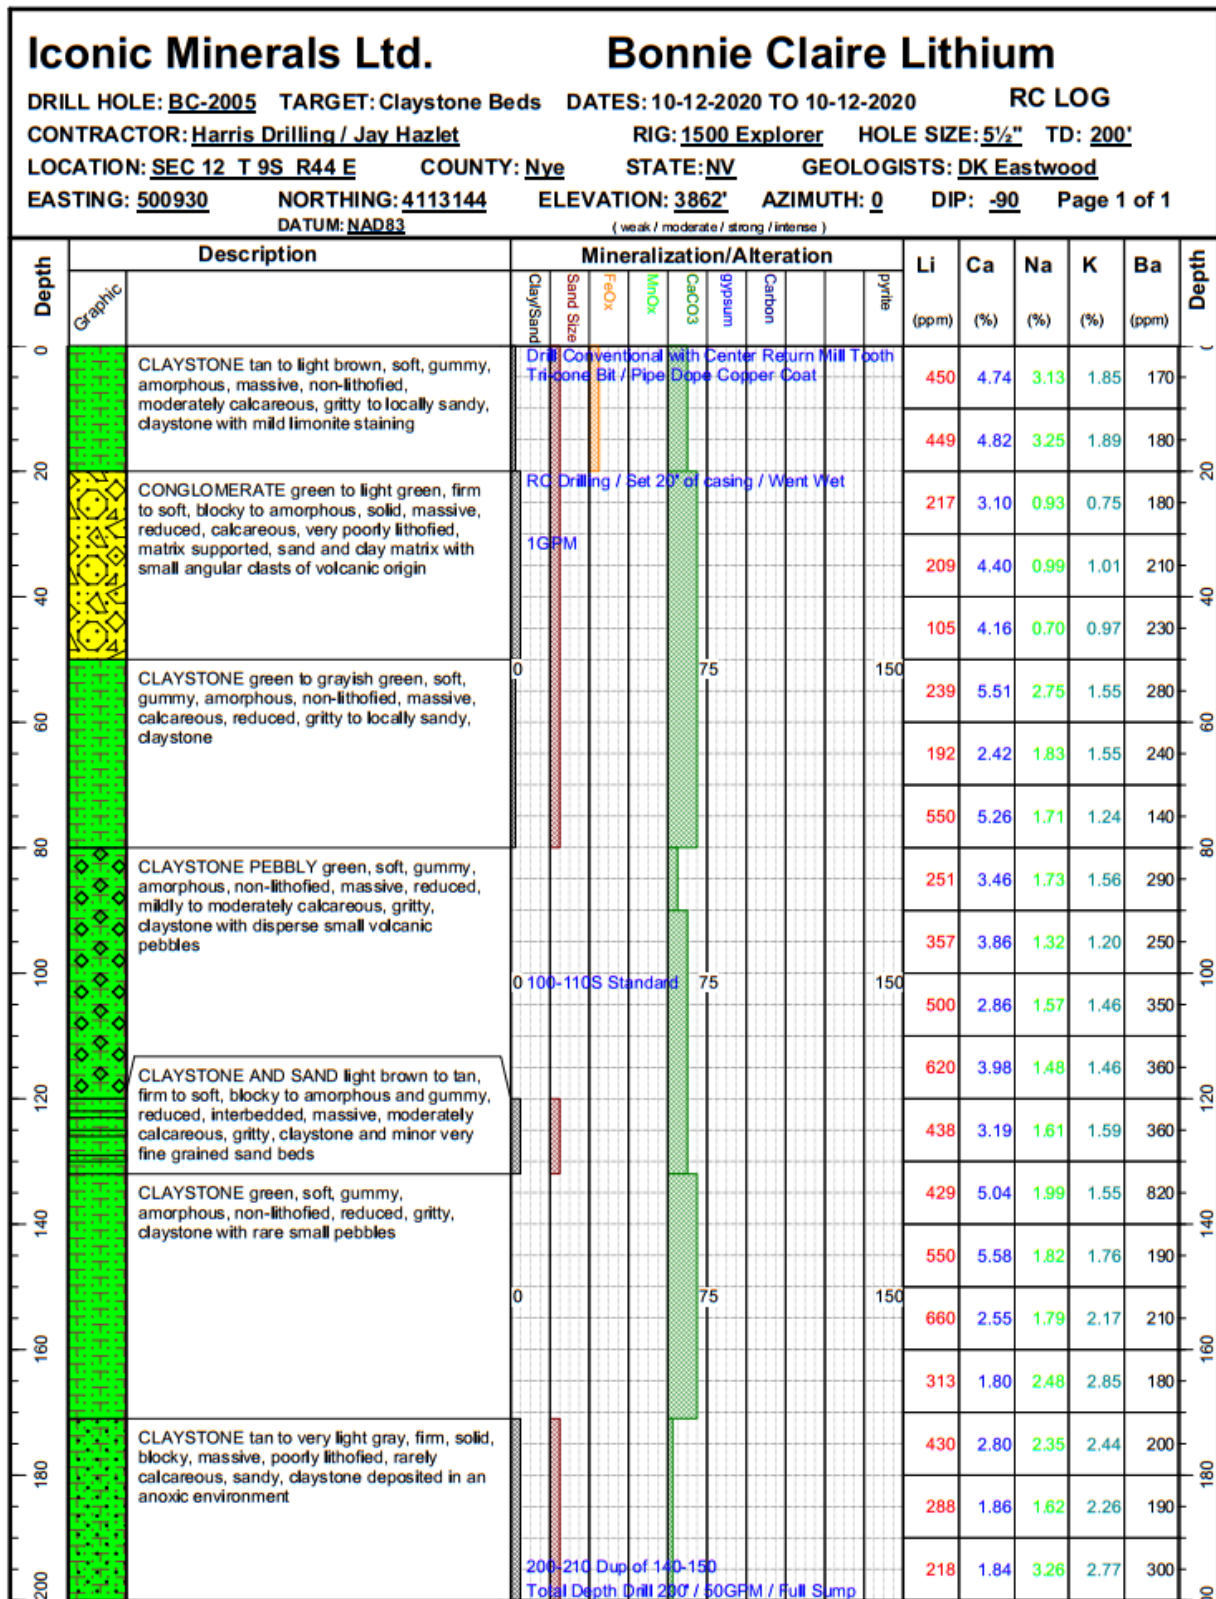 Iconic Minerals Ltd. Bonnie Claire Lithium
DRILL HOLE: BC-2005 TARGET: Claystone Beds DATES: 10-12-2020 TO 10-12-2020 RC LOG
CONTRACTOR: Harris Drilling / Jay Hazlet RIG: 1500 Explorer HOLE SIZE: 5½" TD: 200'
LOCATION: SEC 12 T 9S R44 E COUNTY: Nye STATE: NV GEOLOGISTS: DK Eastwood
EASTING: 500930 NORTHING: 4113144 ELEVATION: 3862' AZIMUTH: 0 DIP: -90 Page 1 of 1
DATUM: NAD83 ( weak / moderate / strong / intense )
Depth Description Mineralization/Alteration Li Ca Na K Ba Depth
Graphic Clay/Sand Sand Size FeOx MnOx CaCO3 gypsum Carbon pyrite
(ppm) (%) (%) (%) (ppm)
0
CLAYSTONE tan to light brown, soft, gummy,
amorphous, massive, non-lithofied,
moderately calcareous, gritty to locally sandy,
claystone with mild limonite staining
Drill Conventional with Center Return Mill Tooth
Tri-cone Bit / Pipe Dope Copper Coat
450 4.74 3.13 1.85 170
449 4.82 3.25 1.89 180
20 20
CONGLOMERATE green to light green, firm
to soft, blocky to amorphous, solid, massive,
reduced, calcareous, very poorly lithofied,
matrix supported, sand and clay matrix with
small angular clasts of volcanic origin
RC Drilling / Set 20' of casing / Went Wet
1GPM
217 3.10 0.93 0.75 180
209 4.40 0.99 1.01 210
40 40
105 4.16 0.70 0.97 230
0 75 150
CLAYSTONE green to grayish green, soft,
gummy, amorphous, non-lithofied, massive,
calcareous, reduced, gritty to locally sandy,
claystone
239 5.51 2.75 1.55 280
60 60
192 2.42 1.83 1.55 240
550 5.26 1.71 1.24 140
80 80
CLAYSTONE PEBBLY green, soft, gummy,
amorphous, non-lithofied, massive, reduced,
mildly to moderately calcareous, gritty,
claystone with disperse small volcanic
pebbles
251 3.46 1.73 1.56 290
357 3.86 1.32 1.20 250
100 100
0 100-110S Standard 75 150
500 2.86 1.57 1.46 350
620 3.98 1.48 1.46 360
CLAYSTONE AND SAND light brown to tan,
firm to soft, blocky to amorphous and gummy,
reduced, interbedded, massive, moderately
calcareous, gritty, claystone and minor very
fine grained sand beds
120 120
438 3.19 1.61 1.59 360
CLAYSTONE green, soft, gummy,
amorphous, non-lithofied, reduced, gritty,
claystone with rare small pebbles
429 5.04 1.99 1.55 820
140 140
550 5.58 1.82 1.76 190
0 75 150
660 2.55 1.79 2.17 210
160 160
313 1.80 2.48 2.85 180
CLAYSTONE tan to very light gray, firm, solid,
blocky, massive, poorly lithofied, rarely
calcareous, sandy, claystone deposited in an
anoxic environment
430 2.80 2.35 2.44 200
180 180
288 1.86 1.62 2.26 190
200-210 Dup of 140-150
218 1.84 3.26 2.77 300
Total Depth Drill 200' / 50GPM / Full Sump
200